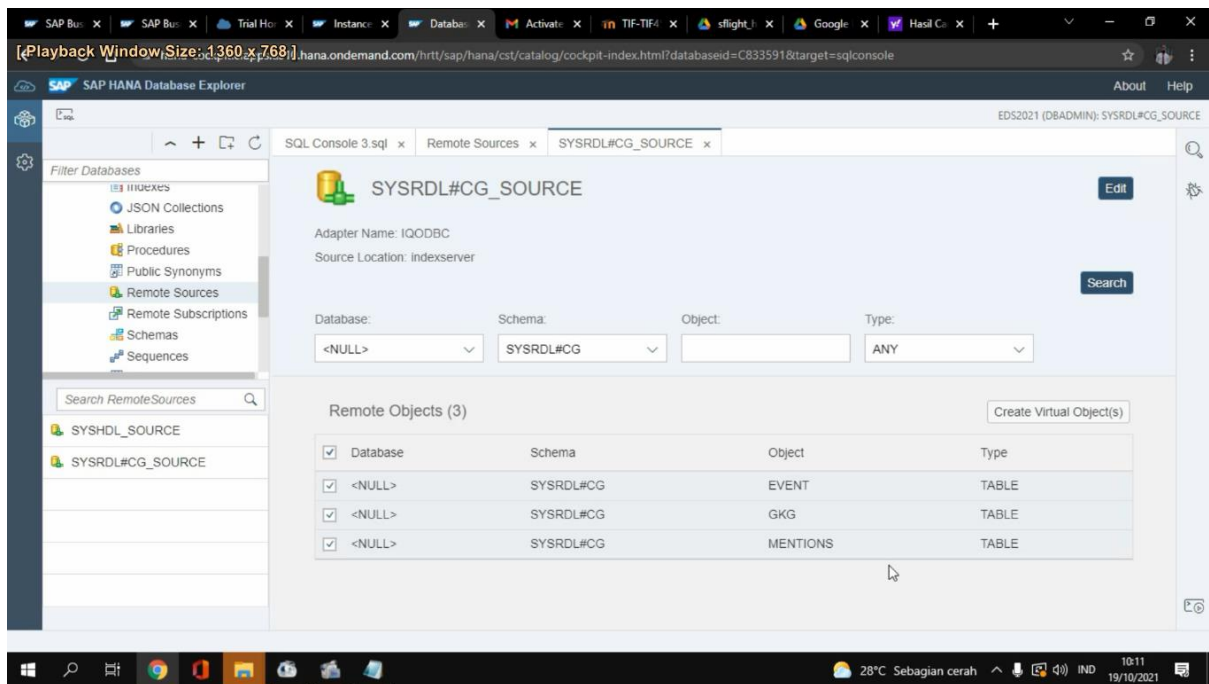 SAP Bus
SAP Bus
Trial Ho
Instance
Databas
Activate
TIF-TIF4
sflight_h
Google
Hasil Ca
[ Playback Window Size: 1360 x 768 ]
.hana.ondemand.com/hrtt/sap/hana/cst/catalog/cockpit-index.html?databaseid=C833591&target=sqlconsole
SAP SAP HANA Database Explorer
About Help
EDS2021 (DBADMIN): SYSRDL#CG_SOURCE
SQL Console 3.sql
Remote Sources
SYSRDL#CG_SOURCE
Filter Databases
Indexes
JSON Collections
Libraries
Procedures
Public Synonyms
Remote Sources
Remote Subscriptions
Schemas
Sequences
Search RemoteSources
SYSHDL_SOURCE
SYSRDL#CG_SOURCE
SYSRDL#CG_SOURCE
Edit
Adapter Name: IQODBC
Source Location: indexserver
Search
Database: Schema: Object: Type:
<NULL> SYSRDL#CG ANY
Remote Objects (3)
Create Virtual Object(s)
Database Schema Object Type
<NULL> SYSRDL#CG EVENT TABLE
<NULL> SYSRDL#CG GKG TABLE
<NULL> SYSRDL#CG MENTIONS TABLE
28°C Sebagian cerah
IND
10:11
19/10/2021